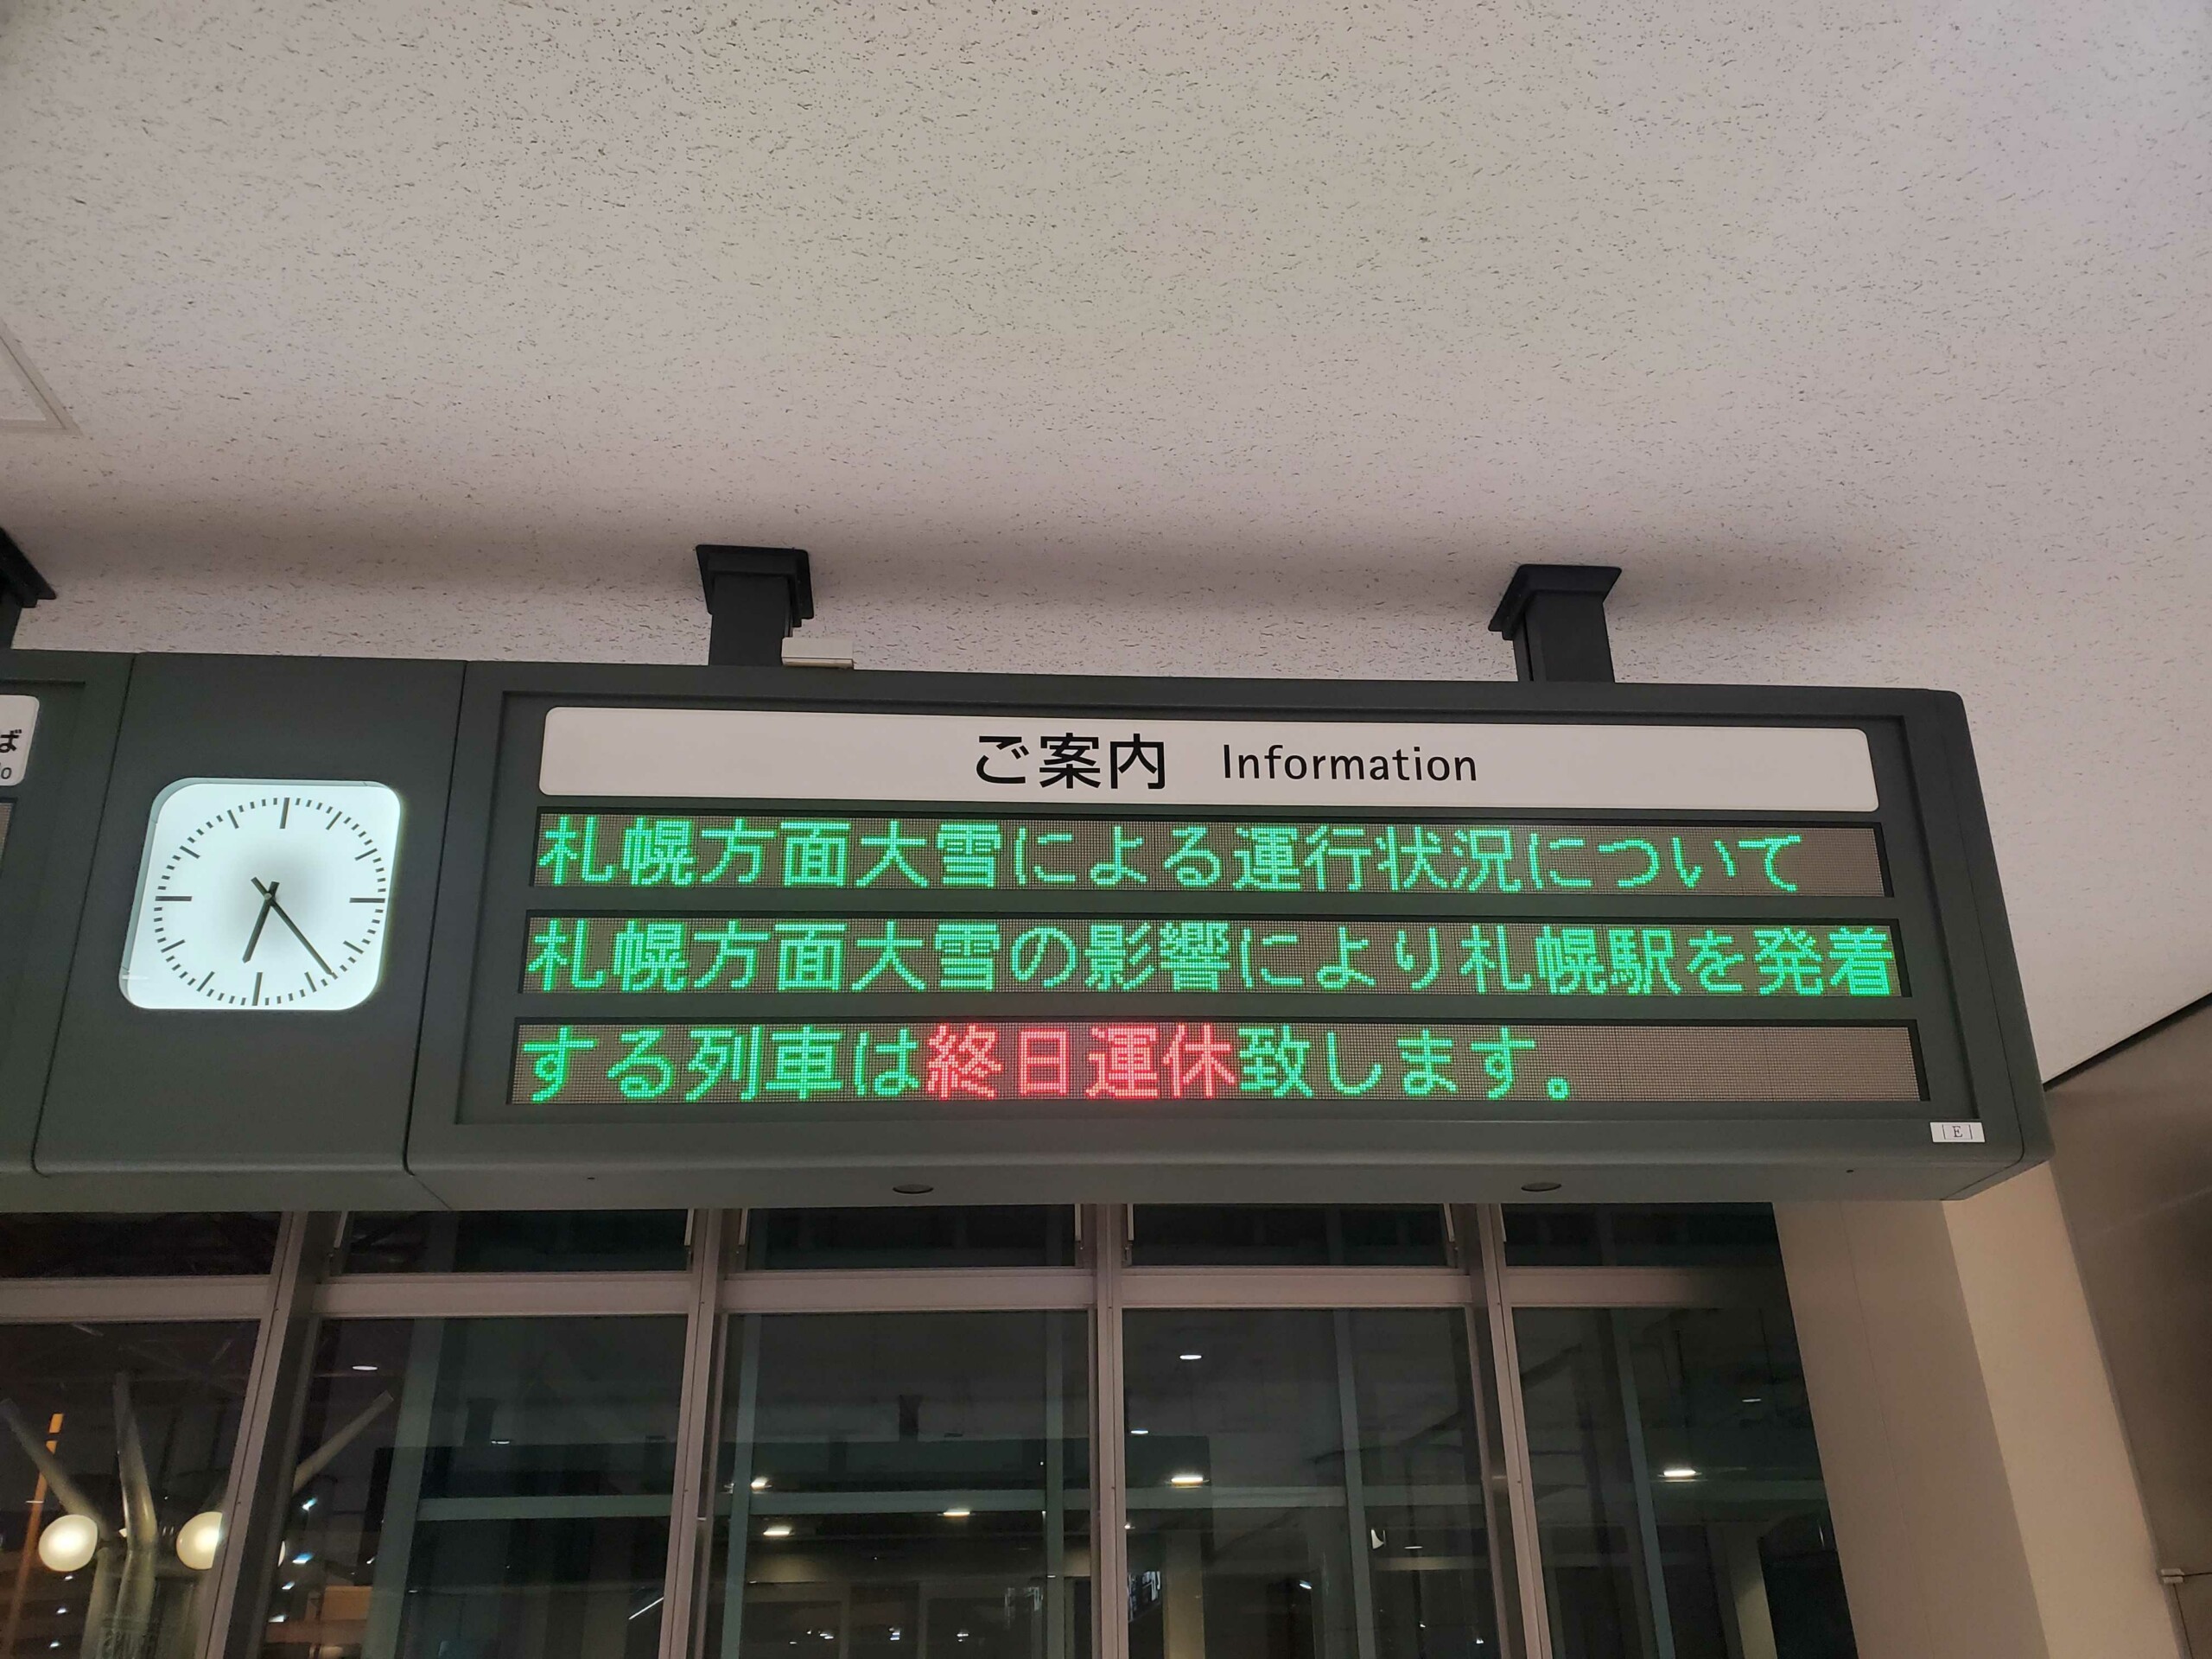 ば
ご案内 Information
札幌方面大雪による運行状況について
札幌方面大雪の影響により札幌駅を発着
する列車は終日運休致します。
E